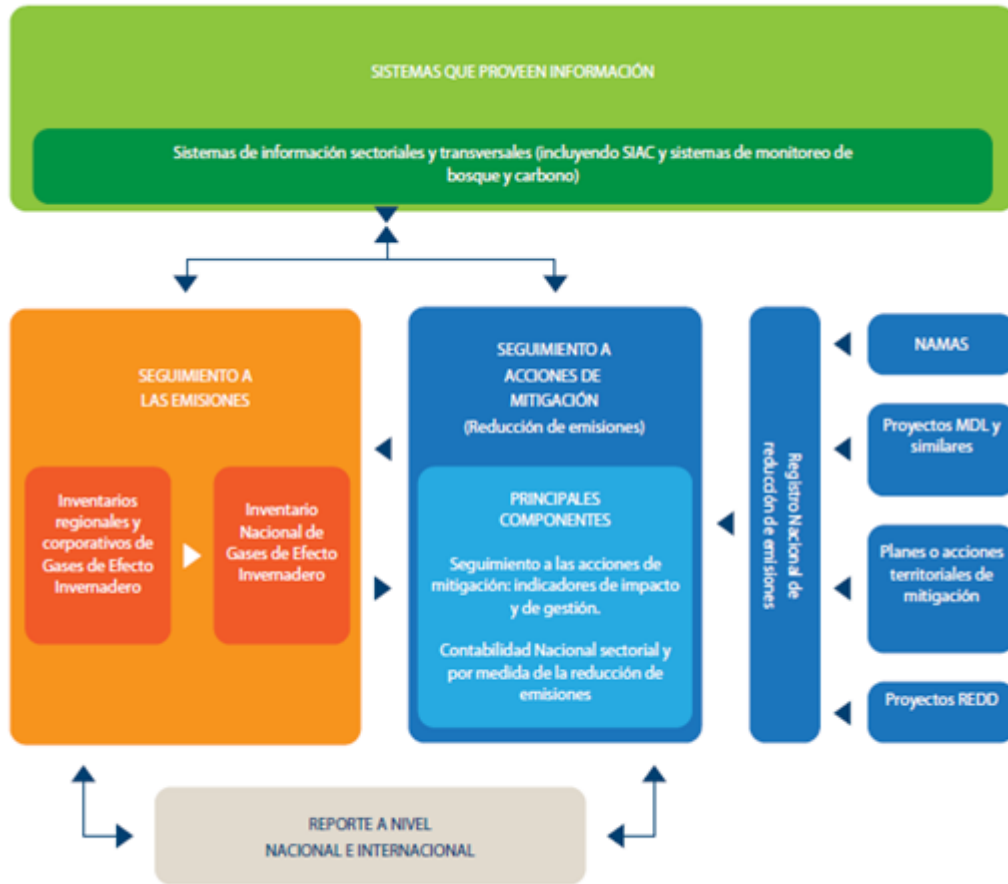 SISTEMAS QUE PROVEEN INFORMACIÓN
Sistemas de información sectoriales y transversales (incluyendo SIAC y sistemas de monitoreo de
bosque y carbono)
SEGUIMIENTO A
LAS EMISIONES
Inventarios
regionales y
corporativos de
Gases de Efecto
Invernadero
Inventario
Nacional de
Gases de Efecto
Invernadero
SEGUIMIENTO A
ACCIONES DE
MITIGACIÓN
(Reducción de emisiones)
PRINCIPALES
COMPONENTES
Seguimiento a las acciones de
mitigación: indicadores de impacto
y de gestión.
Contabilidad Nacional sectorial y
por medida de la reducción de
emisiones
Registro Nacional de
reducción de emisiones
NAMAS
Proyectos MDL y
similares
Planes o acciones
territoriales de
mitigación
Proyectos REDD
REPORTE A NIVEL
NACIONAL E INTERNACIONAL